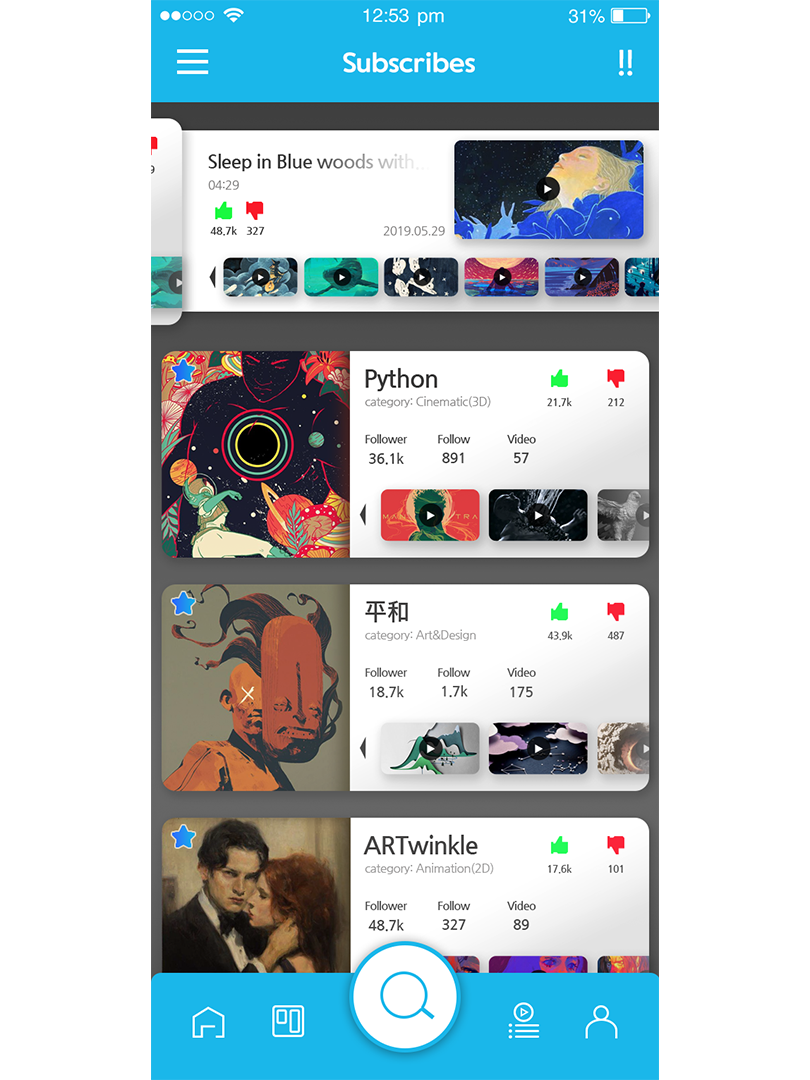 12:53 pm
31%
Subscribes
!!
9
Sleep in Blue woods with..
04:29
48,7k 327
2019.05.29
Python
category: Cinematic(3D)
21,7k 212
Follower Follow Video
36.1k 891 57
平和
category: Art&Design
43,9k 487
Follower Follow Video
18.7k 1.7k 175
ARTwinkle
category: Animation(2D)
17,6k 101
Follower Follow Video
48.7k 327 89